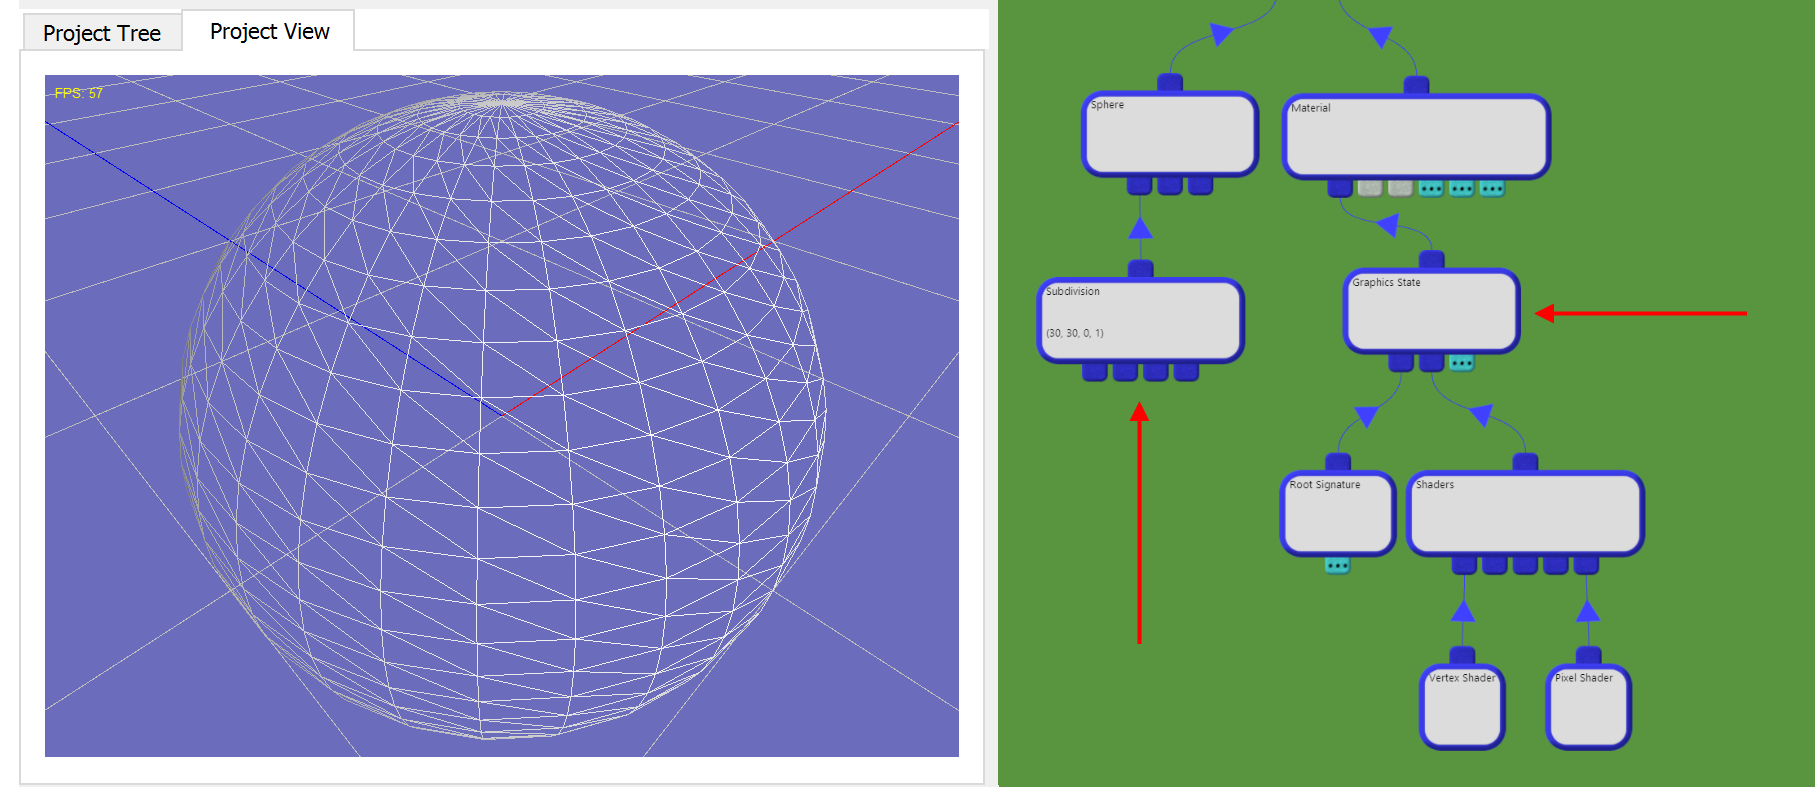 Project Tree
Project View
FPS: 57
Sphere
Material
Subdivision
(30, 30, 0, 1)
Graphics State
Root Signature
Shaders
Vertex Shader
Pixel Shader